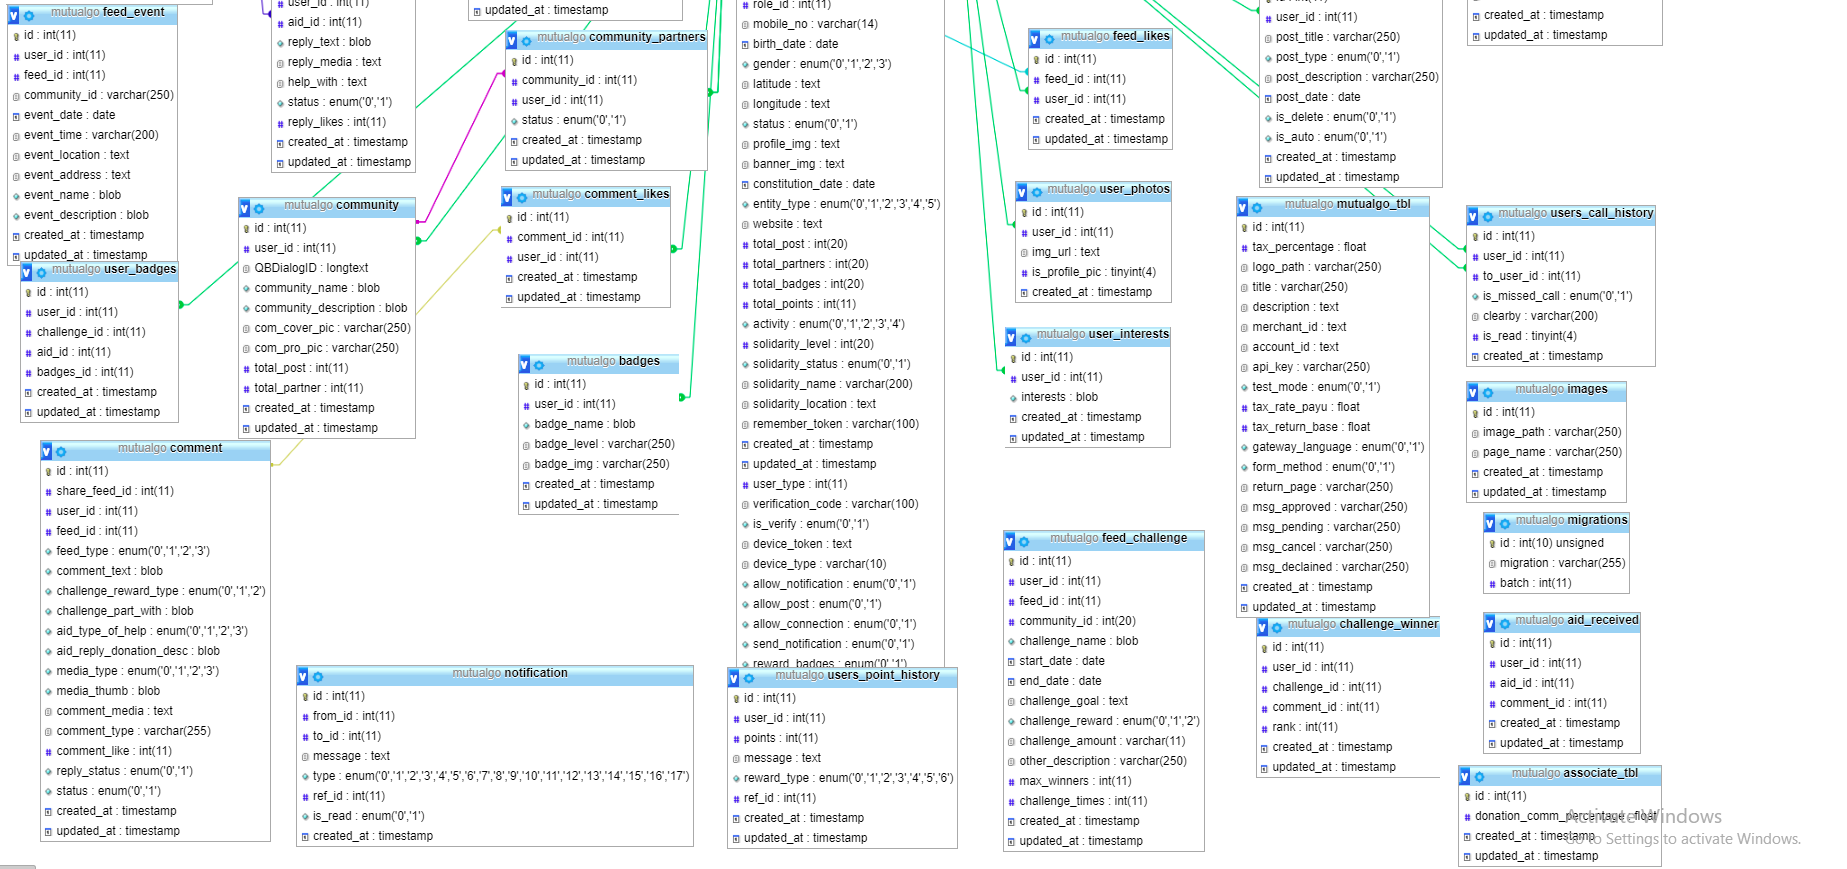 mutualgo feed_event
id : int(11)
user_id : int(11)
feed_id : int(11)
community_id : varchar(250)
event_date : date
event_time : varchar(200)
event_location : text
event_address : text
event_name : blob
event_description : blob
created_at : timestamp
updated_at : timestamp
mutualgo user_badges
id : int(11)
user_id : int(11)
challenge_id : int(11)
aid_id : int(11)
badges_id : int(11)
created_at : timestamp
updated_at : timestamp
mutualgo comment
id : int(11)
share_feed_id : int(11)
user_id : int(11)
feed_id : int(11)
feed_type : enum('0','1','2','3')
comment_text : blob
challenge_reward_type : enum('0','1','2')
challenge_part_with : blob
aid_type_of_help : enum('0','1','2','3')
aid_reply_donation_desc : blob
media_type : enum('0','1','2','3')
media_thumb : blob
comment_media : text
comment_type : varchar(255)
comment_like : int(11)
reply_status : enum('0','1')
status : enum('0','1')
created_at : timestamp
updated_at : timestamp
user_id : int(11)
aid_id : int(11)
reply_text : blob
reply_media : text
help_with : text
status : enum('0','1')
reply_likes : int(11)
created_at : timestamp
updated_at : timestamp
mutualgo community
id : int(11)
user_id : int(11)
QBDialogID : longtext
community_name : blob
community_description : blob
com_cover_pic : varchar(250)
com_pro_pic : varchar(250)
total_post : int(11)
total_partner : int(11)
created_at : timestamp
updated_at : timestamp
mutualgo notification
id : int(11)
from_id : int(11)
to_id : int(11)
message : text
type : enum('0','1','2','3','4','5','6','7','8','9','10','11','12','13','14','15','16','17')
ref_id : int(11)
is_read : enum('0','1')
created_at : timestamp
updated_at : timestamp
mutualgo community_partners
id : int(11)
community_id : int(11)
user_id : int(11)
status : enum('0','1')
created_at : timestamp
updated_at : timestamp
mutualgo comment_likes
id : int(11)
comment_id : int(11)
user_id : int(11)
created_at : timestamp
updated_at : timestamp
mutualgo badges
id : int(11)
user_id : int(11)
badge_name : blob
badge_level : varchar(250)
badge_img : varchar(250)
created_at : timestamp
updated_at : timestamp
role_id : int(11)
mobile_no : varchar(14)
birth_date : date
gender : enum('0','1','2','3')
latitude : text
longitude : text
status : enum('0','1')
profile_img : text
banner_img : text
constitution_date : date
entity_type : enum('0','1','2','3','4','5')
website : text
total_post : int(20)
total_partners : int(20)
total_badges : int(20)
total_points : int(11)
activity : enum('0','1','2','3','4')
solidarity_level : int(20)
solidarity_status : enum('0','1')
solidarity_name : varchar(200)
solidarity_location : text
remember_token : varchar(100)
created_at : timestamp
updated_at : timestamp
user_type : int(11)
verification_code : varchar(100)
is_verify : enum('0','1')
device_token : text
device_type : varchar(10)
allow_notification : enum('0','1')
allow_post : enum('0','1')
allow_connection : enum('0','1')
send_notification : enum('0','1')
reward_badges : enum('0','1')
mutualgo users_point_history
id : int(11)
user_id : int(11)
points : int(11)
message : text
reward_type : enum('0','1','2','3','4','5','6')
ref_id : int(11)
created_at : timestamp
updated_at : timestamp
mutualgo feed_likes
id : int(11)
feed_id : int(11)
user_id : int(11)
created_at : timestamp
updated_at : timestamp
mutualgo user_photos
id : int(11)
user_id : int(11)
img_url : text
is_profile_pic : tinyint(4)
created_at : timestamp
mutualgo user_interests
id : int(11)
user_id : int(11)
interests : blob
created_at : timestamp
updated_at : timestamp
mutualgo feed_challenge
id : int(11)
user_id : int(11)
feed_id : int(11)
community_id : int(20)
challenge_name : blob
start_date : date
end_date : date
challenge_goal : text
challenge_reward : enum('0','1','2')
challenge_amount : varchar(11)
other_description : varchar(250)
max_winners : int(11)
challenge_times : int(11)
created_at : timestamp
updated_at : timestamp
user_id : int(11)
post_title : varchar(250)
post_type : enum('0','1')
post_description : varchar(250)
post_date : date
is_delete : enum('0','1')
is_auto : enum('0','1')
created_at : timestamp
updated_at : timestamp
mutualgo mutualgo_tbl
id : int(11)
tax_percentage : float
logo_path : varchar(250)
title : varchar(250)
description : text
merchant_id : text
account_id : text
api_key : varchar(250)
test_mode : enum('0','1')
tax_rate_payu : float
tax_return_base : float
gateway_language : enum('0','1')
form_method : enum('0','1')
return_page : varchar(250)
msg_approved : varchar(250)
msg_pending : varchar(250)
msg_cancel : varchar(250)
msg_declained : varchar(250)
created_at : timestamp
updated_at : timestamp
mutualgo challenge_winner
id : int(11)
user_id : int(11)
challenge_id : int(11)
comment_id : int(11)
rank : int(11)
created_at : timestamp
updated_at : timestamp
created_at : timestamp
updated_at : timestamp
mutualgo users_call_history
id : int(11)
user_id : int(11)
to_user_id : int(11)
is_missed_call : enum('0','1')
clearby : varchar(200)
is_read : tinyint(4)
created_at : timestamp
mutualgo images
id : int(11)
image_path : varchar(250)
page_name : varchar(250)
created_at : timestamp
updated_at : timestamp
mutualgo migrations
id : int(10) unsigned
migration : varchar(255)
batch : int(11)
mutualgo aid_received
id : int(11)
user_id : int(11)
aid_id : int(11)
comment_id : int(11)
created_at : timestamp
updated_at : timestamp
mutualgo associate_tbl
id : int(11)
donation_comm_percentage : float
created_at : timestamp
updated_at : timestamp
Activate Windows
Go to Settings to activate Windows.